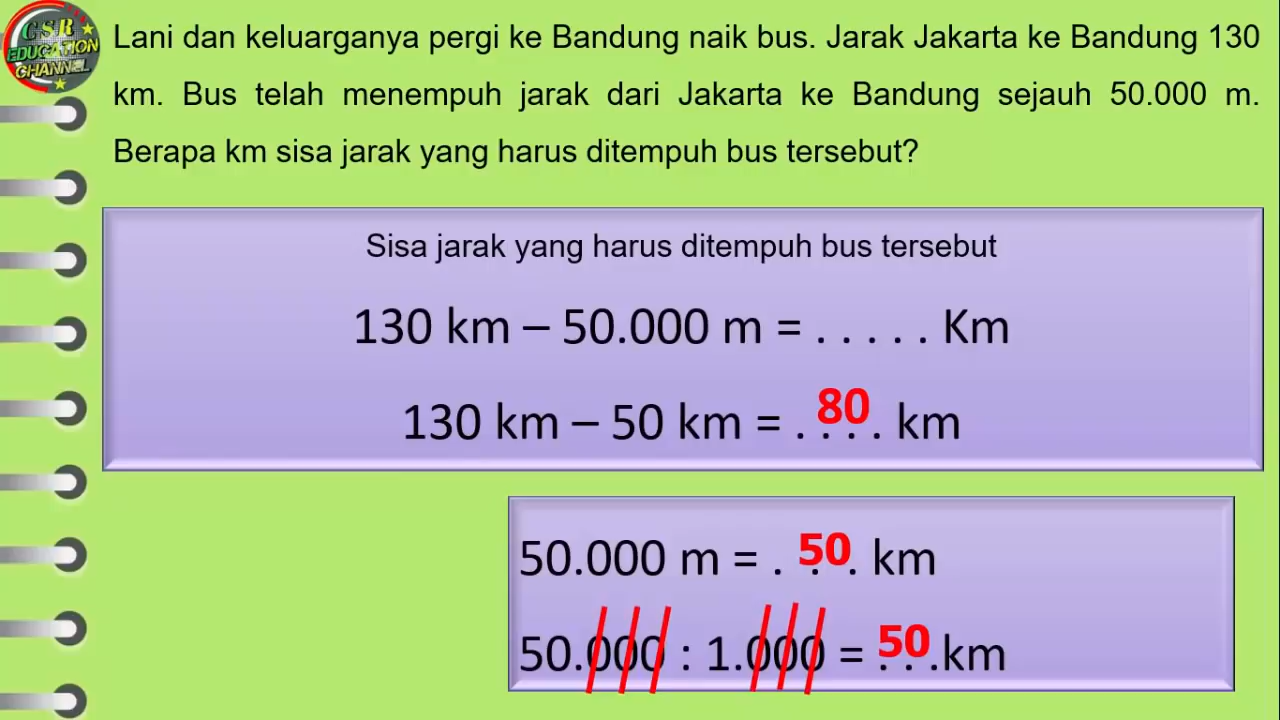 CSR
EDUCATION
CHANNEL
Lani dan keluarganya pergi ke Bandung naik bus. Jarak Jakarta ke Bandung 130
km. Bus telah menempuh jarak dari Jakarta ke Bandung sejauh 50.000 m.
Berapa km sisa jarak yang harus ditempuh bus tersebut?
Sisa jarak yang harus ditempuh bus tersebut
130 km – 50.000 m = . . . . . Km
130 km – 50 km = . . 80 . . km
50.000 m = . 50 . . km
50.000 : 1.000 = 50 . . .km